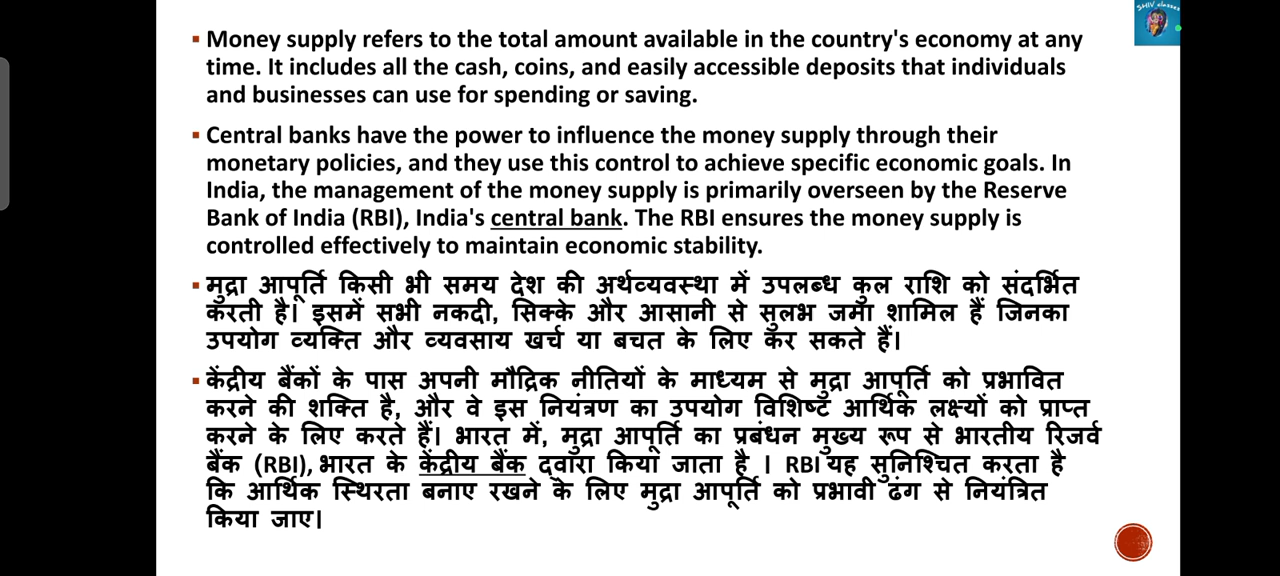 SHIV classes
▪ Money supply refers to the total amount available in the country's economy at any
time. It includes all the cash, coins, and easily accessible deposits that individuals
and businesses can use for spending or saving.
▪ Central banks have the power to influence the money supply through their
monetary policies, and they use this control to achieve specific economic goals. In
India, the management of the money supply is primarily overseen by the Reserve
Bank of India (RBI), India's central bank. The RBI ensures the money supply is
controlled effectively to maintain economic stability.
▪ मुद्रा आपूर्ति किसी भी समय देश की अर्थव्यवस्था में उपलब्ध कुल राशि को संदर्भित
करती है। इसमें सभी नकदी, सिक्के और आसानी से सुलभ जमा शामिल हैं जिनका
उपयोग व्यक्ति और व्यवसाय खर्च या बचत के लिए कर सकते हैं।
▪ केंद्रीय बैंकों के पास अपनी मौद्रिक नीतियों के माध्यम से मुद्रा आपूर्ति को प्रभावित
करने की शक्ति है, और वे इस नियंत्रण का उपयोग विशिष्ट आर्थिक लक्ष्यों को प्राप्त
करने के लिए करते हैं। भारत में, मुद्रा आपूर्ति का प्रबंधन मुख्य रूप से भारतीय रिजर्व
बैंक (RBI), भारत के केंद्रीय बैंक द्वारा किया जाता है । RBI यह सुनिश्चित करता है
कि आर्थिक स्थिरता बनाए रखने के लिए मुद्रा आपूर्ति को प्रभावी ढंग से नियंत्रित
किया जाए।